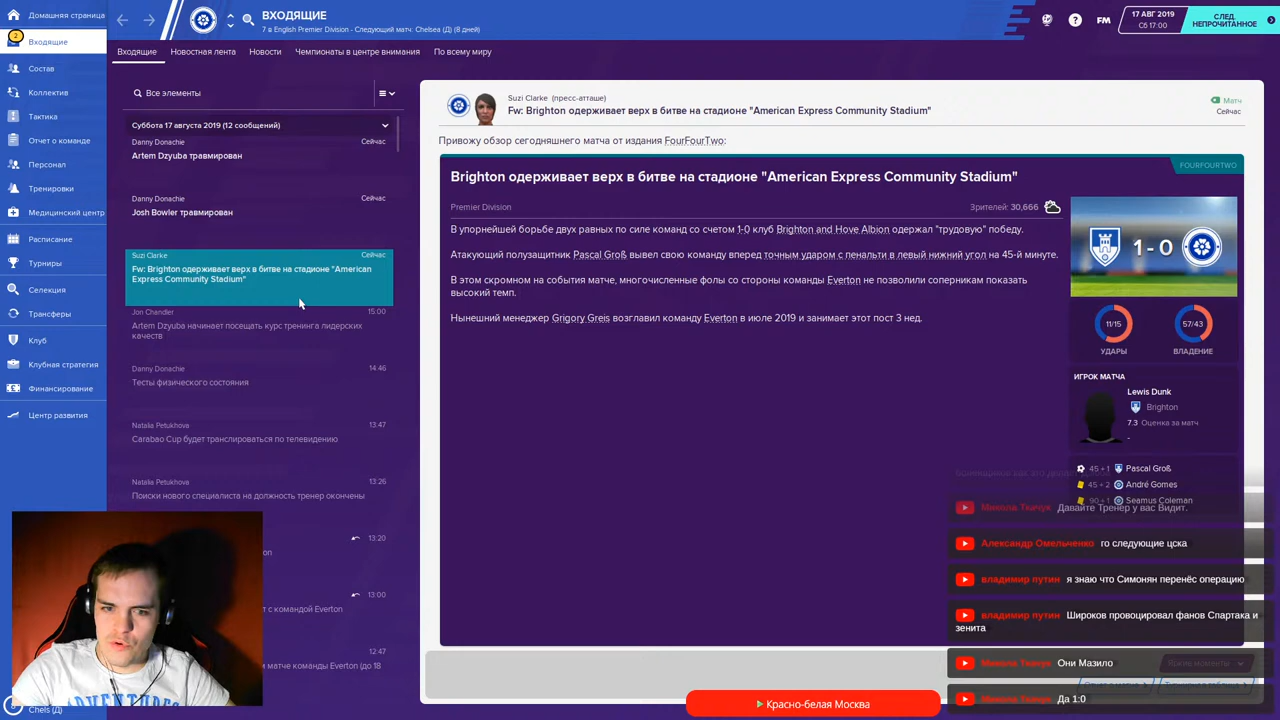 Домашняя страница
2
Входящие
Состав
Коллектив
Тактика
Отчет о команде
Персонал
Тренировки
Медицинский центр
Расписание
Турниры
Селекция
Трансферы
Клуб
Клубная стратегия
Финансирование
Центр развития
Chels (Д)
ВХОДЯЩИЕ
7 в English Premier Division - Следующий матч: Chelsea (Д) (8 дней)
FM
17 АВГ 2019
Сб 17:00
СЛЕД.
НЕПРОЧИТАННОЕ
Входящие
Новостная лента
Новости
Чемпионаты в центре внимания
По всему миру
Все элементы
Суббота 17 августа 2019 (12 сообщений)
Danny Donachie Сейчас
Artem Dzyuba травмирован
Danny Donachie Сейчас
Josh Bowler травмирован
Suzi Clarke Сейчас
Fw: Brighton одерживает верх в битве на стадионе "American
Express Community Stadium"
Jon Chandler 15:00
Artem Dzyuba начинает посещать курс тренинга лидерских
качеств
Danny Donachie 14:46
Тесты физического состояния
Natalia Petukhova 13:47
Carabao Cup будет транслироваться по телевидению
Natalia Petukhova 13:26
Поиски нового специалиста на должность тренер окончены
13:20
13:00
т с командой Everton
12:47
матче команды Everton (до 18
Suzi Clarke (пресс-атташе)
Fw: Brighton одерживает верх в битве на стадионе "American Express Community Stadium"
Матч
Сейчас
Привожу обзор сегодняшнего матча от издания FourFourTwo:
FOURFOURTWO
Brighton одерживает верх в битве на стадионе "American Express Community Stadium"
Premier Division
Зрителей: 30,666
В упорнейшей борьбе двух равных по силе команд со счетом 1-0 клуб Brighton and Hove Albion одержал "трудовую" победу.
Атакующий полузащитник Pascal Groß вывел свою команду вперед точным ударом с пенальти в левый нижний угол на 45-й минуте.
В этом скромном на события матче, многочисленные фолы со стороны команды Everton не позволили соперникам показать
высокий темп.
Нынешний менеджер Grigory Greis возглавил команду Everton в июле 2019 и занимает этот пост 3 нед.
1-0
11/15
УДАРЫ
57/43
ВЛАДЕНИЕ
ИГРОК МАТЧА
Lewis Dunk
Brighton
7.3 Оценка за матч
-
45 + 1 Pascal Groß
45 + 2 André Gomes
90 + 1 Seamus Coleman
Микола Ткачук Давайте Тренер у вас Видит.
Александр Омельченко го следующие цска
владимир путин я знаю что Симонян перенёс операцию
владимир путин Широков провоцировал фанов Спартака и
зенита
Микола Ткачук Они Мазило
Микола Ткачук Да 1:0
Красно-белая Москва